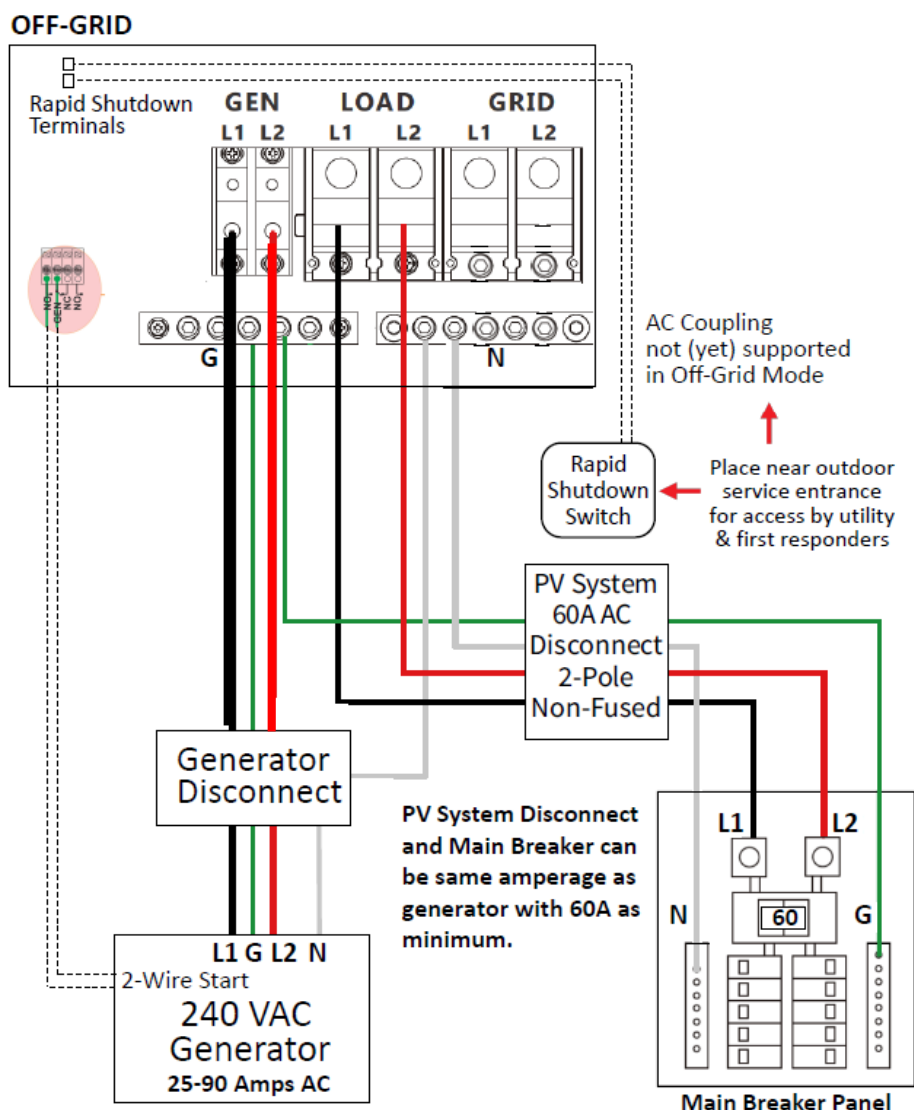 OFF-GRID
Rapid Shutdown
Terminals
GEN
LOAD
GRID
L1 L2
L1
L2
L1
L2
GEN
G
N
AC Coupling
not (yet) supported
in Off-Grid Mode
Rapid
Shutdown
Switch
Place near outdoor
service entrance
for access by utility
& first responders
PV System
60A AC
Disconnect
2-Pole
Non-Fused
Generator
Disconnect
PV System Disconnect
and Main Breaker can
be same amperage as
generator with 60A as
minimum.
L1
L2
N
60
G
L1 G L2 N
2-Wire Start
240 VAC
Generator
25-90 Amps AC
Main Breaker Panel